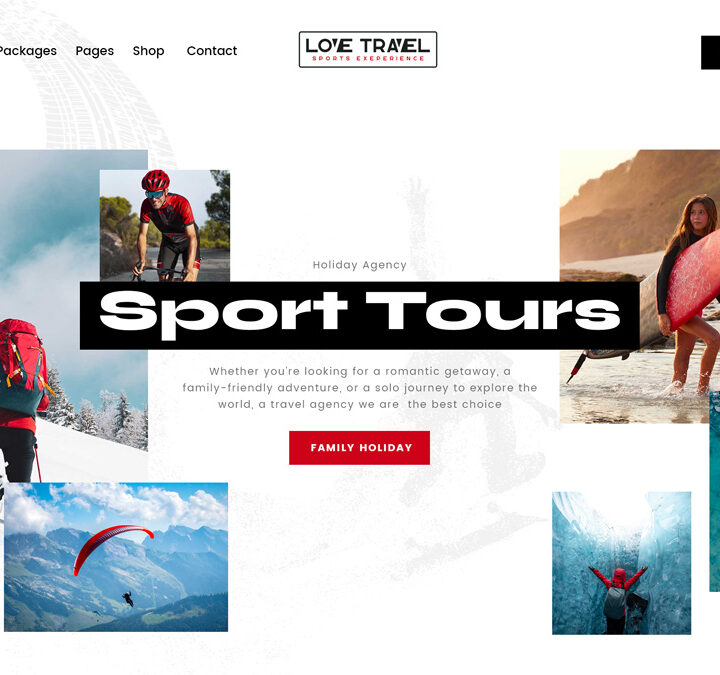 Packages Pages Shop Contact
LOVE TRAVEL
SPORTS EXEPERIENCE
Holiday Agency
Sport Tours
Whether you're looking for a romantic getaway, a
family-friendly adventure, or a solo journey to explore the
world, a travel agency we are the best choice
FAMILY HOLIDAY